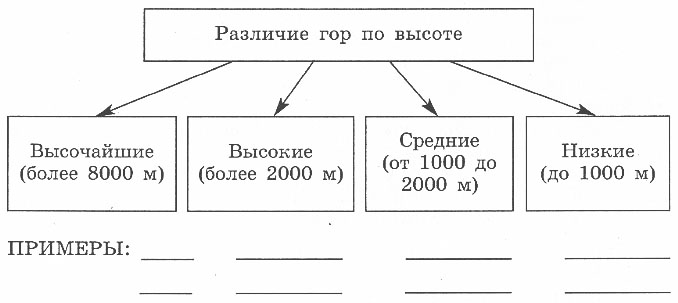 Различие гор по высоте
Высочайшие
(более 8000 м)
Высокие
(более 2000 м)
Средние
(от 1000 до
2000 м)
Низкие
(до 1000 м)
ПРИМЕРЫ: